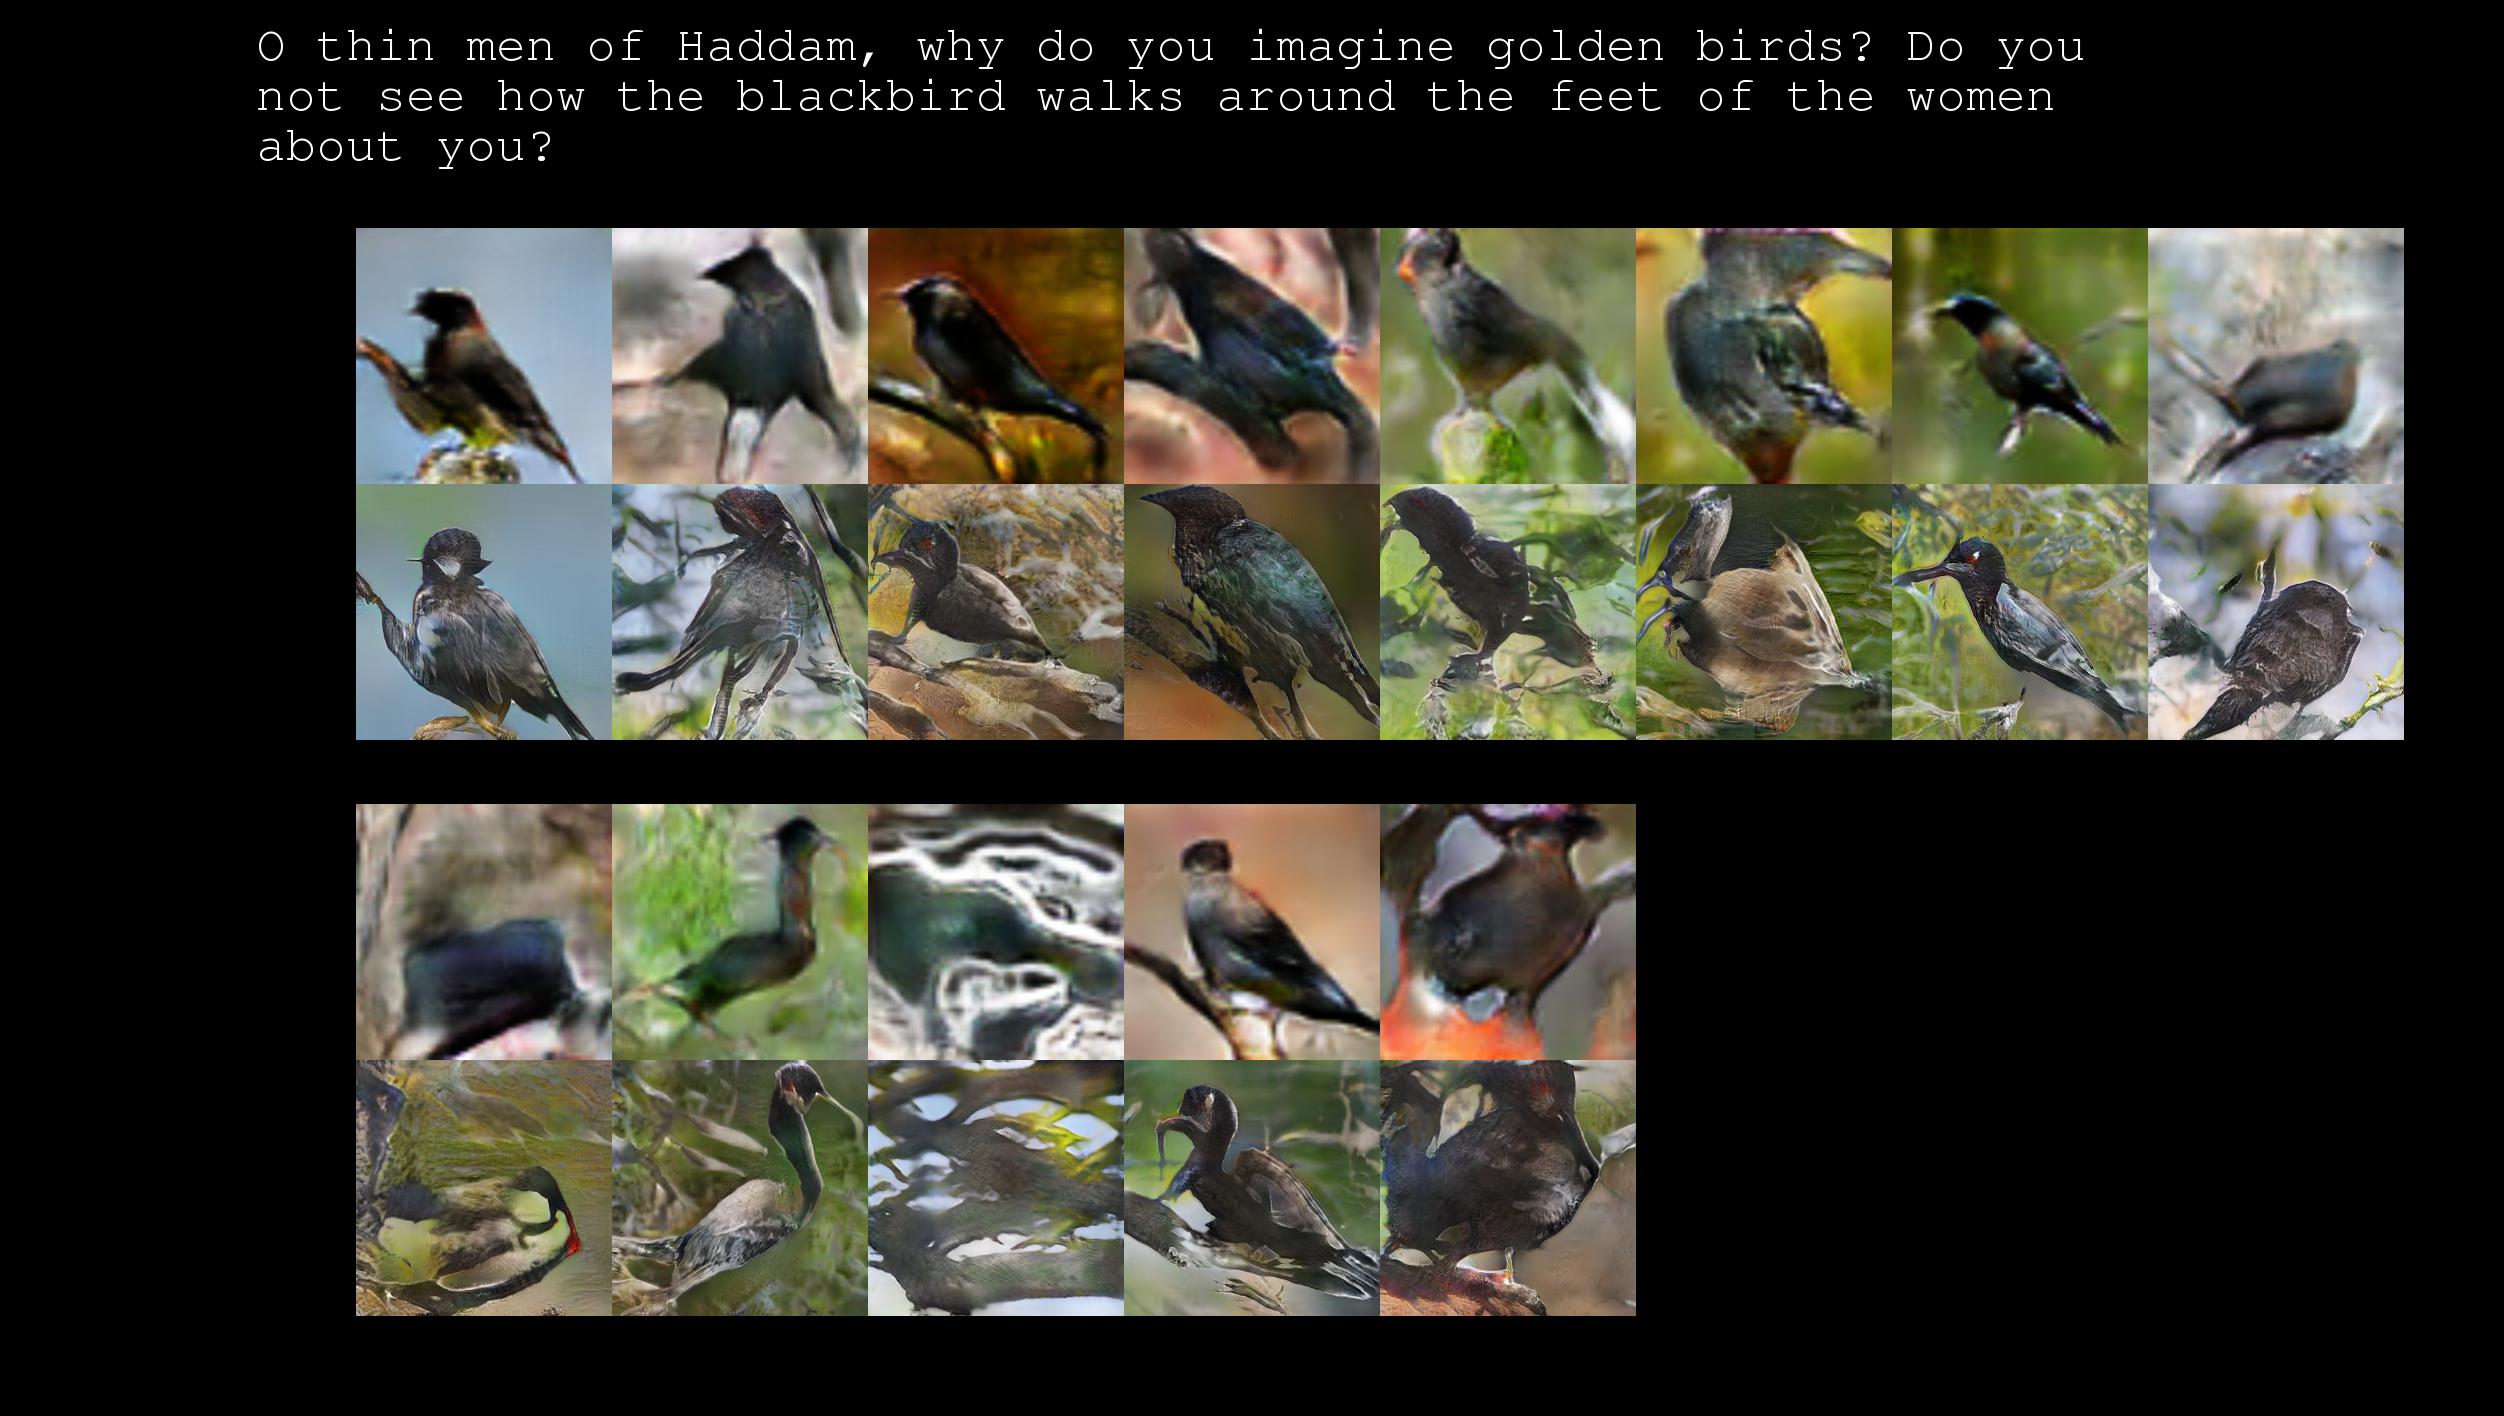 O thin men of Haddam, why do you imagine golden birds? Do you
not see how the blackbird walks around the feet of the women
about you?